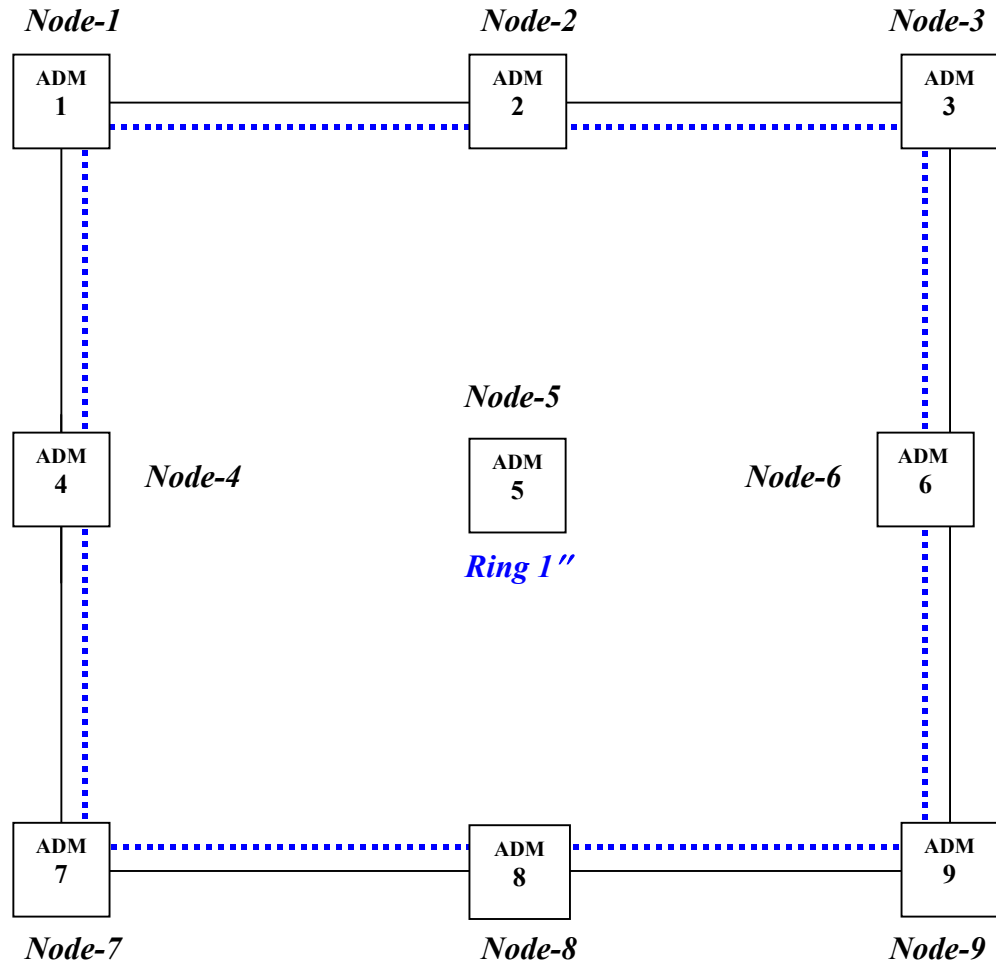 Node-1
Node-2
Node-3
ADM
1
ADM
2
ADM
3
Node-5
ADM
4
Node-4
ADM
5
Node-6
ADM
6
Ring 1″
ADM
7
ADM
8
ADM
9
Node-7
Node-8
Node-9